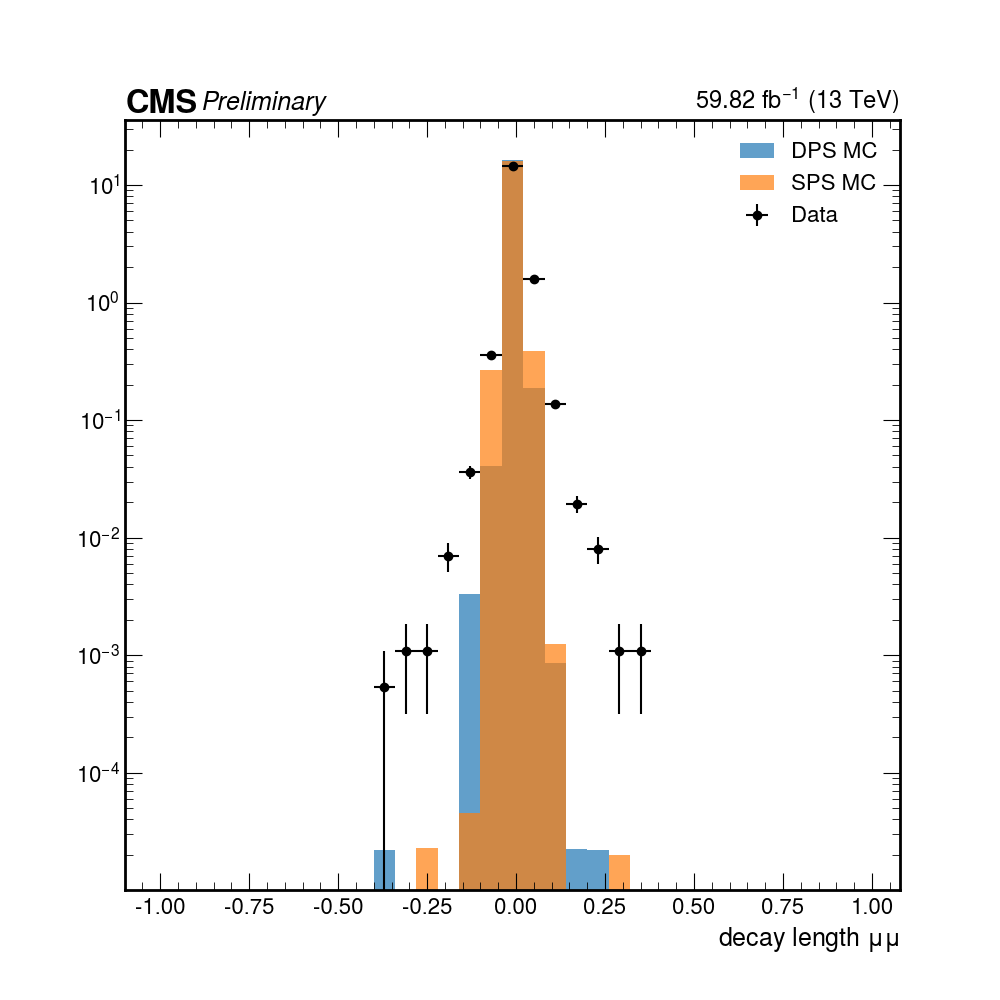 CMS Preliminary
59.82 fb⁻¹ (13 TeV)
DPS MC
SPS MC
Data
10¹
10⁰
10⁻¹
10⁻²
10⁻³
10⁻⁴
-1.00 -0.75 -0.50 -0.25 0.00 0.25 0.50 0.75 1.00
decay length μμ